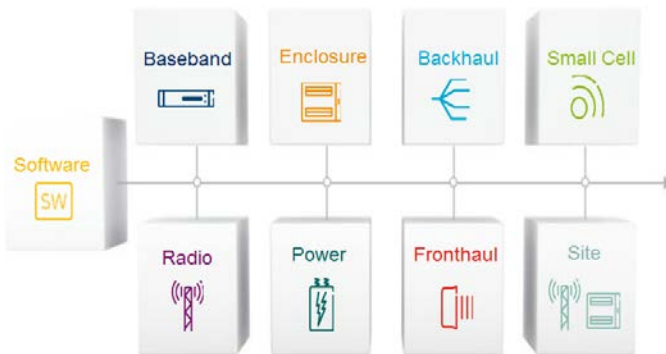 Baseband
Enclosure
Backhaul
Small Cell
Software
SW
Radio
Power
Fronthaul
Site